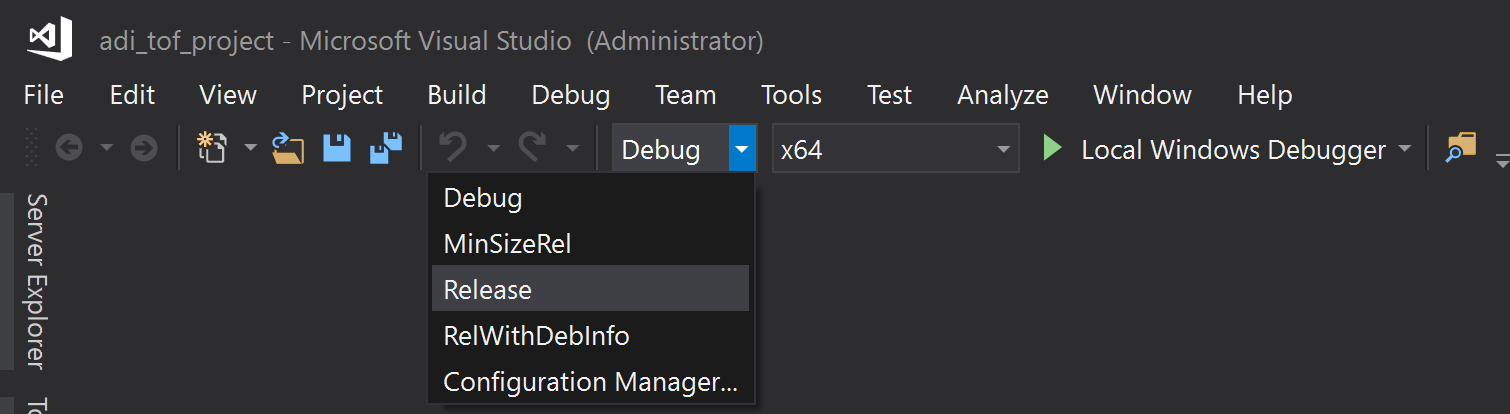 adi_tof_project - Microsoft Visual Studio (Administrator)
File Edit View Project Build Debug Team Tools Test Analyze Window Help
Debug x64 Local Windows Debugger
Debug
MinSizeRel
Release
RelWithDebInfo
Configuration Manager...
Server Explorer